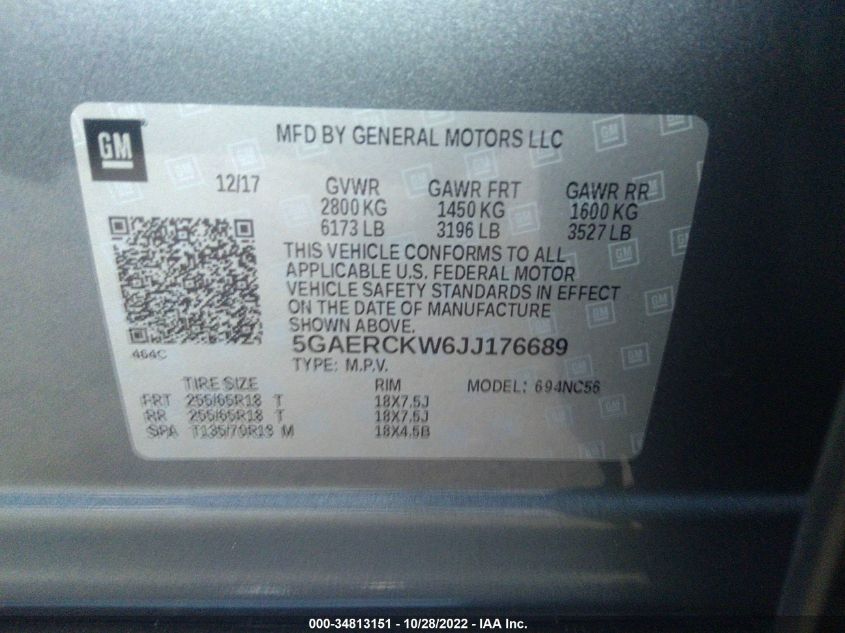 GM
MFD BY GENERAL MOTORS LLC
12/17 GVWR GAWR FRT GAWR RR
2800 KG 1450 KG 1600 KG
6173 LB 3196 LB 3527 LB
THIS VEHICLE CONFORMS TO ALL
APPLICABLE U.S. FEDERAL MOTOR
VEHICLE SAFETY STANDARDS IN EFFECT
ON THE DATE OF MANUFACTURE
SHOWN ABOVE.
464C
5GAERCKW6JJ176689
TYPE: M.P.V.
TIRE SIZE RIM MODEL: 694NC56
FRT 255/65R18 T 18X7.5J
RR 255/65R18 T 18X7.5J
SPA T135/70R18 M 18X4.5B
000-34813151 - 10/28/2022 - IAA Inc.